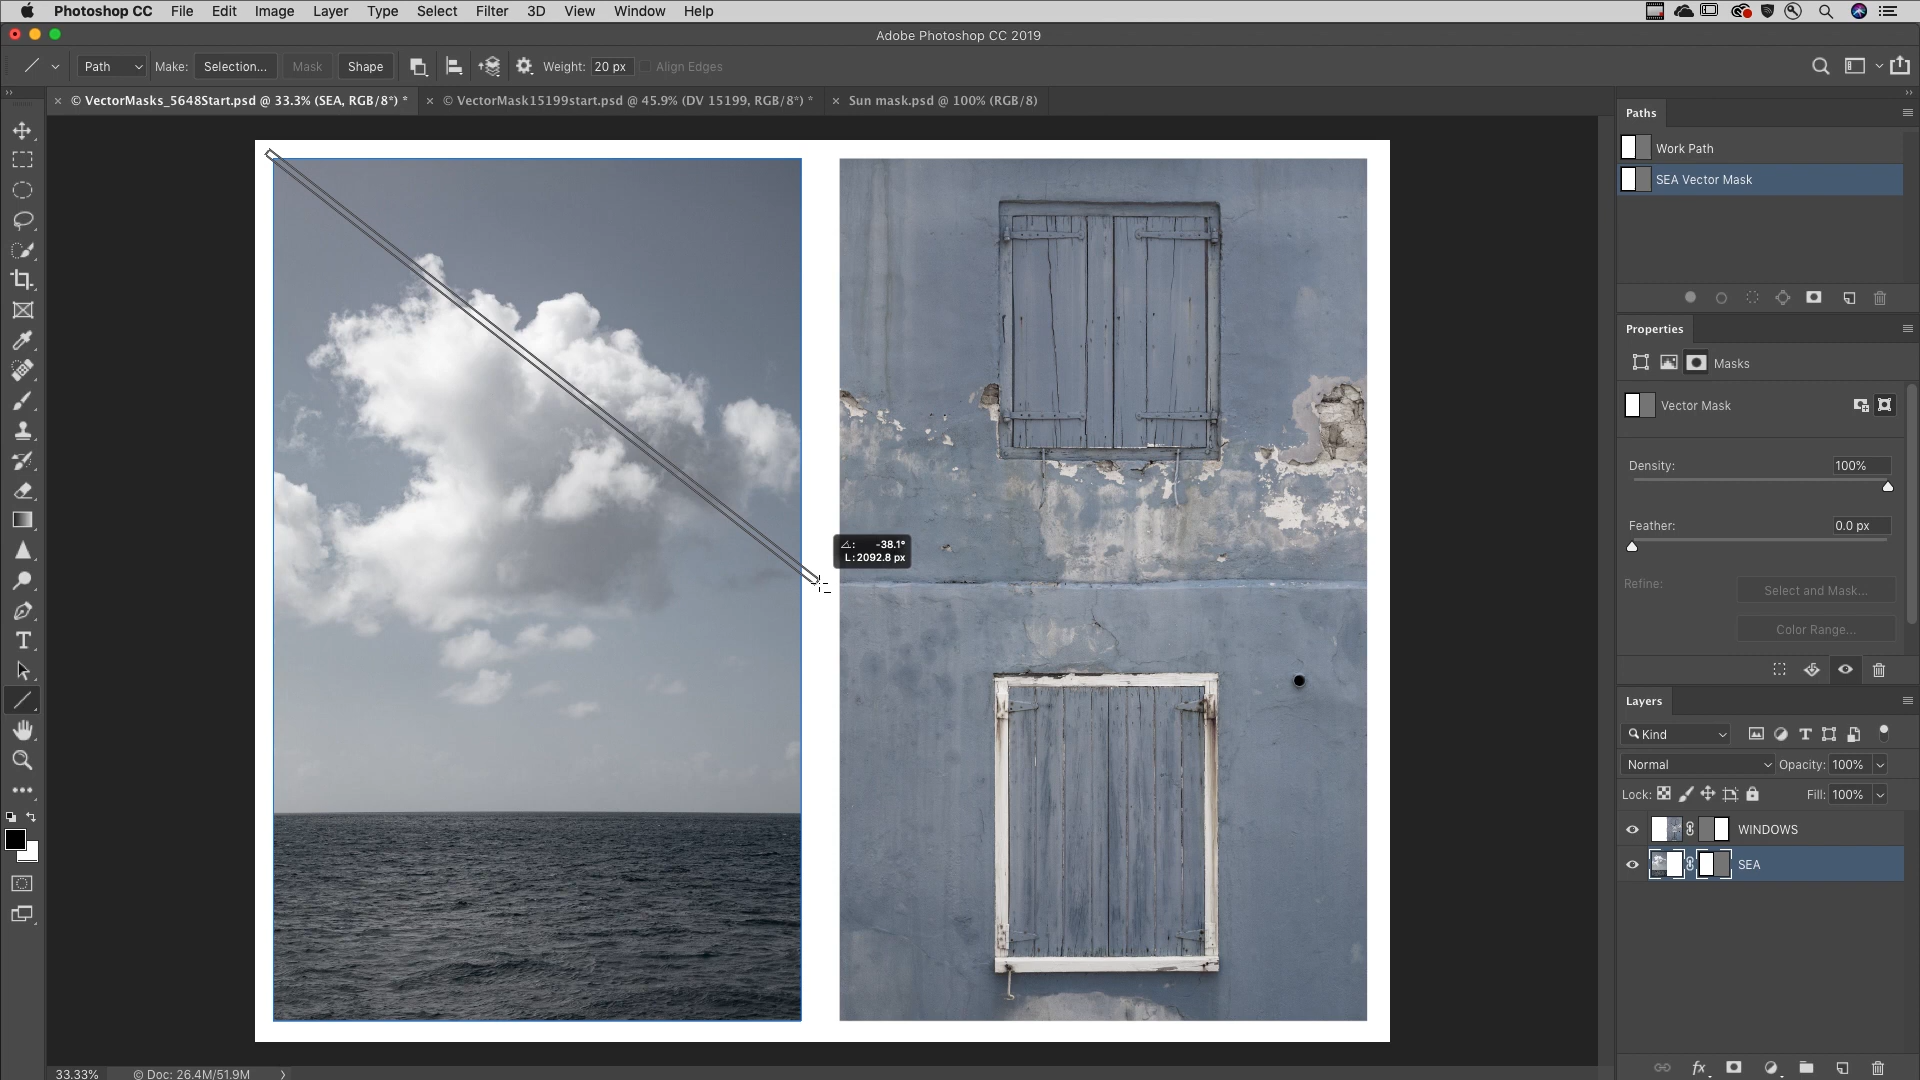 Photoshop CC File Edit Image Layer Type Select Filter 3D View Window Help
Adobe Photoshop CC 2019
Path Make: Selection... Mask Shape Weight: 20 px Align Edges
× © VectorMasks_5648Start.psd @ 33.3% (SEA, RGB/8*) * × © VectorMask15199start.psd @ 45.9% (DV 15199, RGB/8*) * × Sun mask.psd @ 100% (RGB/8)
Paths
Work Path
SEA Vector Mask
Properties
Masks
Vector Mask
Density: 100%
Feather: 0.0 px
Refine: Select and Mask...
Color Range...
∠: -38.1°
L: 2092.8 px
Layers
Kind
Normal Opacity: 100%
Lock: Fill: 100%
WINDOWS
SEA
33.33% © Doc: 26.4M/51.9M